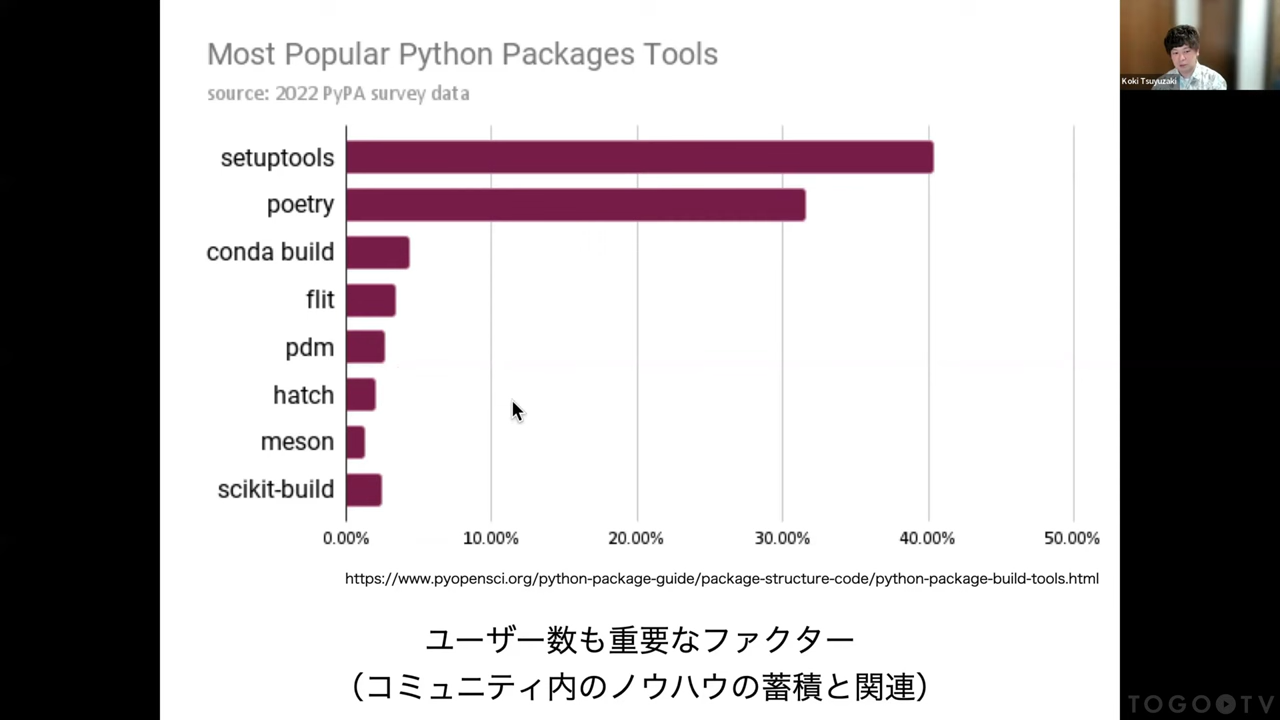 Most Popular Python Packages Tools
source: 2022 PyPA survey data
setuptools
poetry
conda build
flit
pdm
hatch
meson
scikit-build
0.00% 10.00% 20.00% 30.00% 40.00% 50.00%
https://www.pyopensci.org/python-package-guide/package-structure-code/python-package-build-tools.html
ユーザー数も重要なファクター
（コミュニティ内のノウハウの蓄積と関連）
Koki Tsuyuzaki
TOGO TV